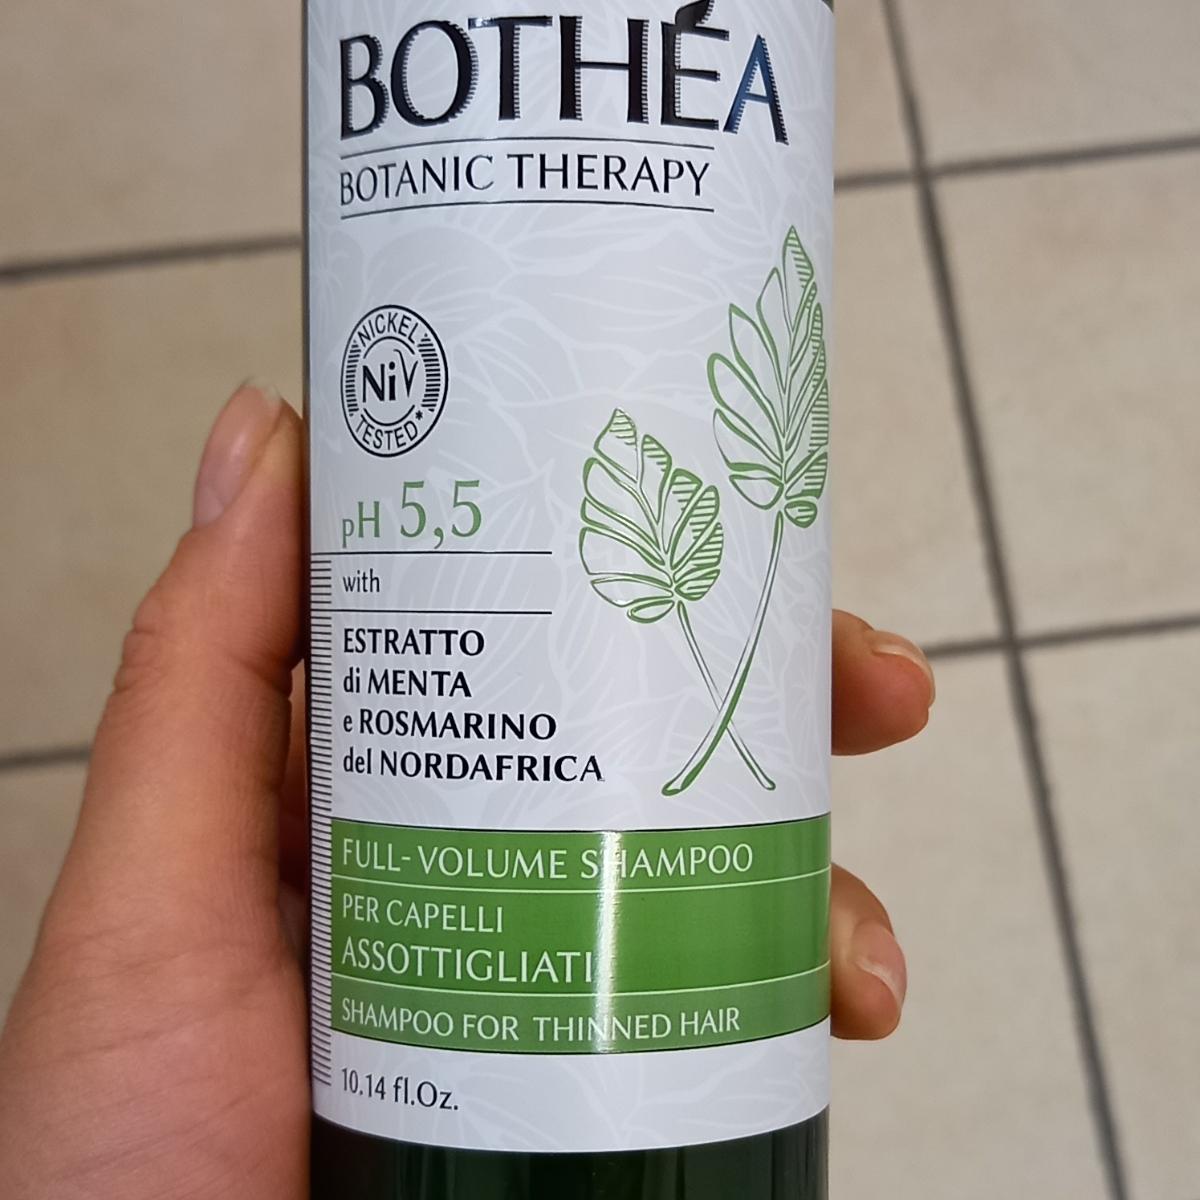 BOTHÉA
BOTANIC THERAPY
NICKEL
Ni
TESTED*
pH 5,5
with
ESTRATTO
di MENTA
e ROSMARINO
del NORDAFRICA
FULL-VOLUME SHAMPOO
PER CAPELLI
ASSOTTIGLIATI
SHAMPOO FOR THINNED HAIR
10.14 fl.Oz.